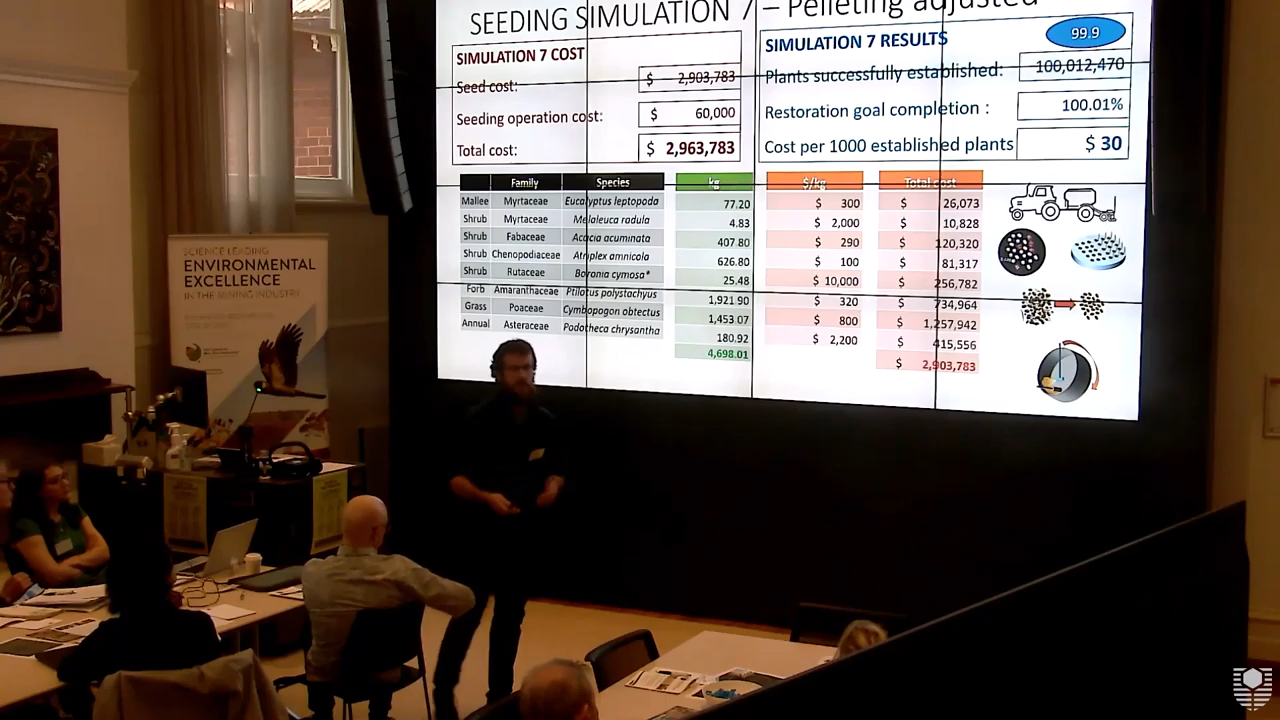 SEEDING SIMULATION 7 – Pelleting adjusted
SIMULATION 7 COST
Seed cost: $ 2,903,783
Seeding operation cost: $ 60,000
Total cost: $ 2,963,783
SIMULATION 7 RESULTS 99.9
Plants successfully established: 100,012,470
Restoration goal completion : 100.01%
Cost per 1000 established plants $ 30
Family Species kg $/kg Total cost
Mallee Myrtaceae Eucalyptus leptopoda 77.20 $ 300 $ 26,073
Shrub Myrtaceae Melaleuca radula 4.83 $ 2,000 $ 10,828
Shrub Fabaceae Acacia acuminata 407.80 $ 290 $ 120,320
Shrub Chenopodiaceae Atriplex amnicola 626.80 $ 100 $ 81,317
Shrub Rutaceae Boronia cymosa* 25.48 $ 10,000 $ 256,782
Forb Amaranthaceae Ptilotus polystachyus 1,921.90 $ 320 $ 734,964
Grass Poaceae Cymbopogon obtectus 1,453.07 $ 800 $ 1,257,942
Annual Asteraceae Podotheca chrysantha 180.92 $ 2,200 $ 415,556
4,698.01 $ 2,903,783
SCIENCE LEADING
ENVIRONMENTAL
EXCELLENCE
IN THE MINING INDUSTRY